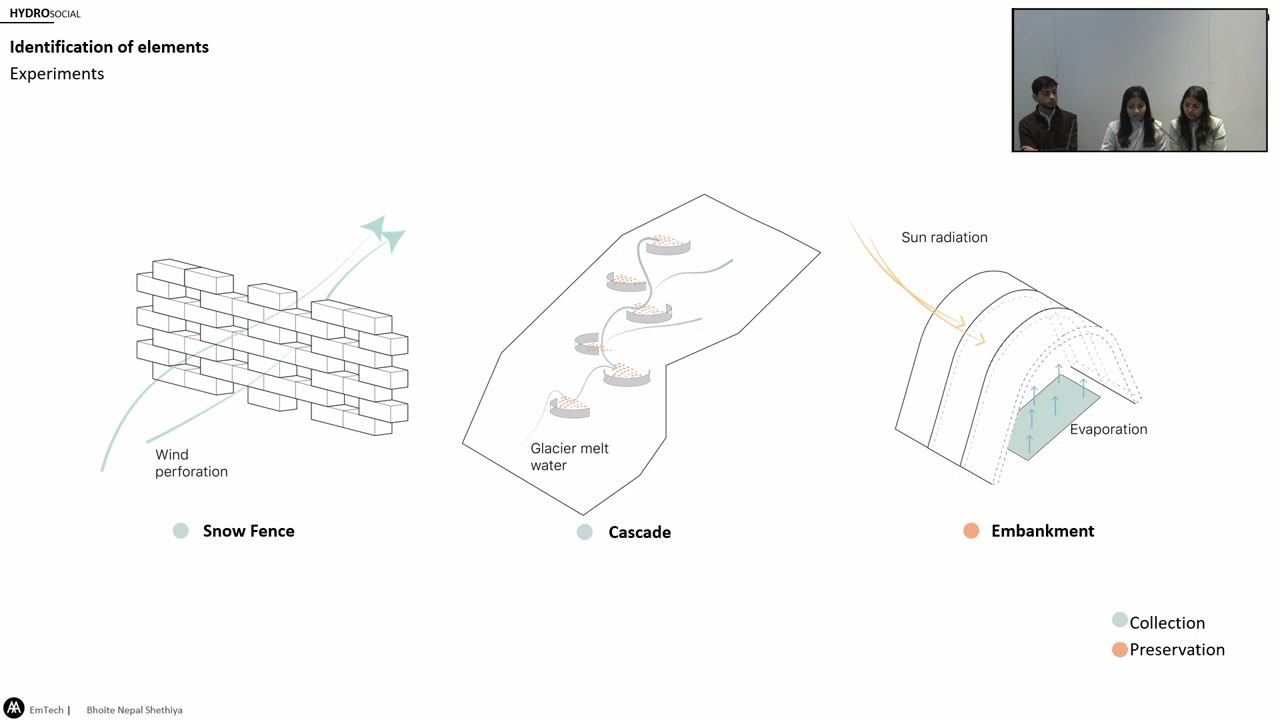 HYDROSOCIAL
Identification of elements
Experiments
Sun radiation
Wind
perforation
Glacier melt
water
Evaporation
Snow Fence
Cascade
Embankment
Collection
Preservation
AA EmTech | Bhoite Nepal Shethiya